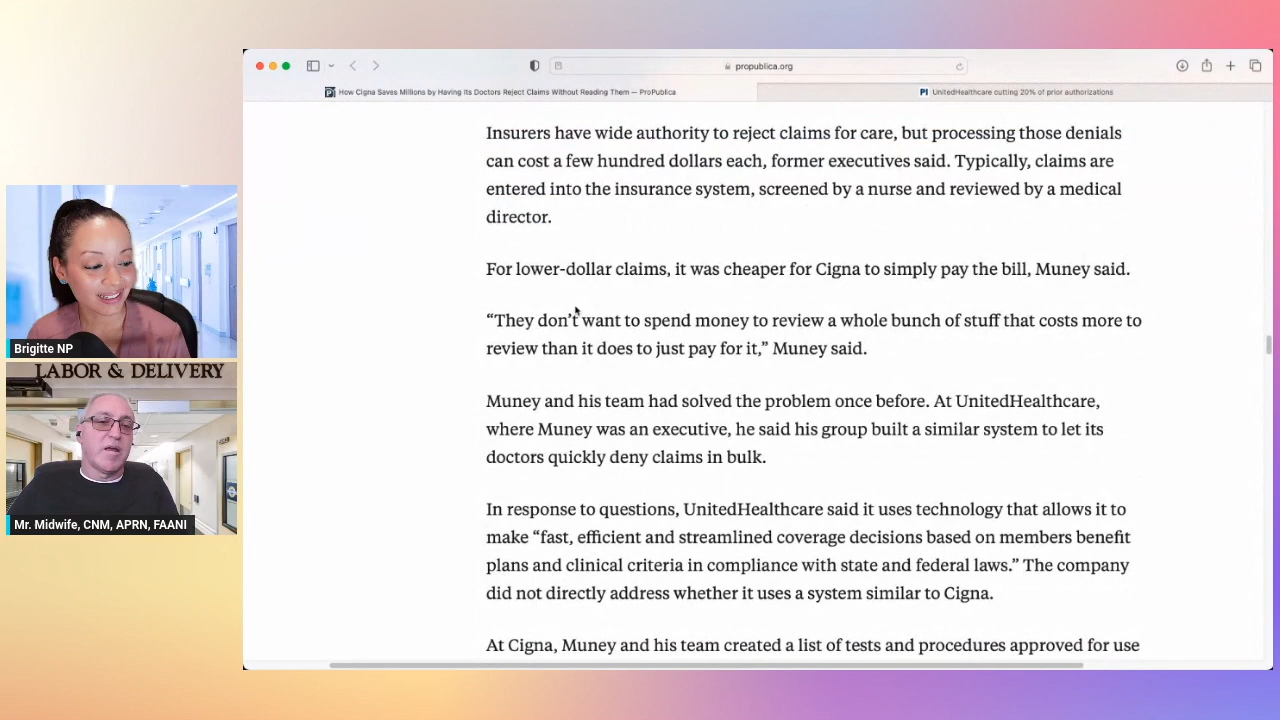 propublica.org
How Cigna Saves Millions by Having Its Doctors Reject Claims Without Reading Them — ProPublica
UnitedHealthcare cutting 20% of prior authorizations
Insurers have wide authority to reject claims for care, but processing those denials
can cost a few hundred dollars each, former executives said. Typically, claims are
entered into the insurance system, screened by a nurse and reviewed by a medical
director.
For lower-dollar claims, it was cheaper for Cigna to simply pay the bill, Muney said.
“They don’t want to spend money to review a whole bunch of stuff that costs more to
review than it does to just pay for it,” Muney said.
Muney and his team had solved the problem once before. At UnitedHealthcare,
where Muney was an executive, he said his group built a similar system to let its
doctors quickly deny claims in bulk.
In response to questions, UnitedHealthcare said it uses technology that allows it to
make “fast, efficient and streamlined coverage decisions based on members benefit
plans and clinical criteria in compliance with state and federal laws.” The company
did not directly address whether it uses a system similar to Cigna.
At Cigna, Muney and his team created a list of tests and procedures approved for use
Brigitte NP
LABOR & DELIVERY
Mr. Midwife, CNM, APRN, FAANI